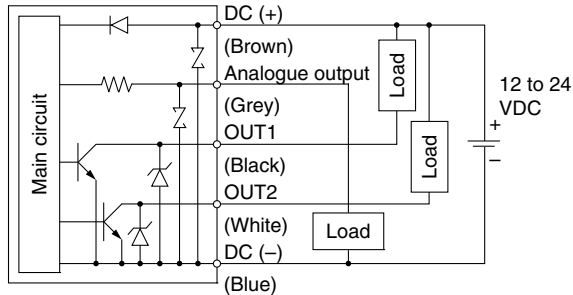 DC (+)
(Brown)
Analogue output
(Grey)
OUT1
(Black)
OUT2
(White)
DC (–)
(Blue)
Main circuit
Load
Load
Load
12 to 24
VDC
+
–